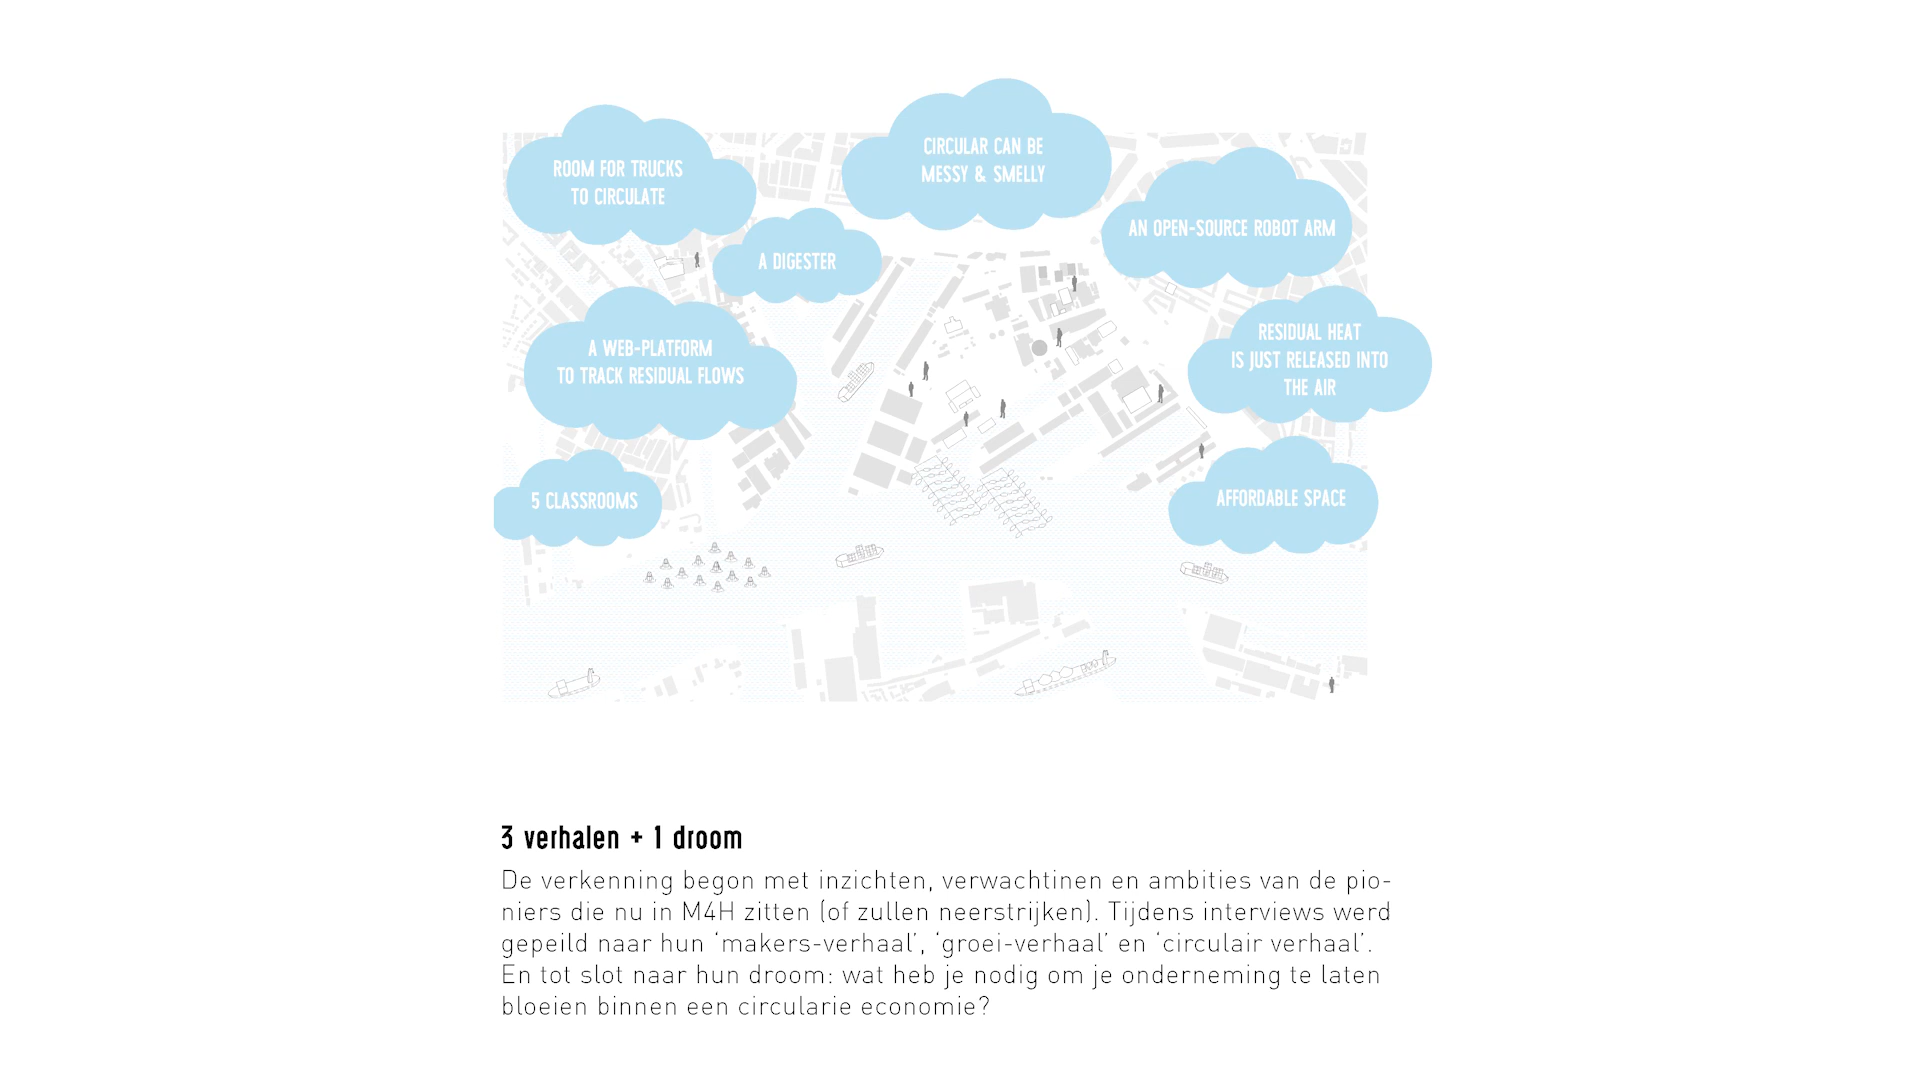 CIRCULAR CAN BE
MESSY & SMELLY
ROOM FOR TRUCKS
TO CIRCULATE
AN OPEN-SOURCE ROBOT ARM
A DIGESTER
RESIDUAL HEAT
IS JUST RELEASED INTO
THE AIR
A WEB-PLATFORM
TO TRACK RESIDUAL FLOWS
5 CLASSROOMS
AFFORDABLE SPACE
3 verhalen + 1 droom
De verkenning begon met inzichten, verwachtinen en ambities van de pio-
niers die nu in M4H zitten (of zullen neerstrijken). Tijdens interviews werd
gepeild naar hun ‘makers-verhaal’, ‘groei-verhaal’ en ‘circulair verhaal’.
En tot slot naar hun droom: wat heb je nodig om je onderneming te laten
bloeien binnen een circularie economie?